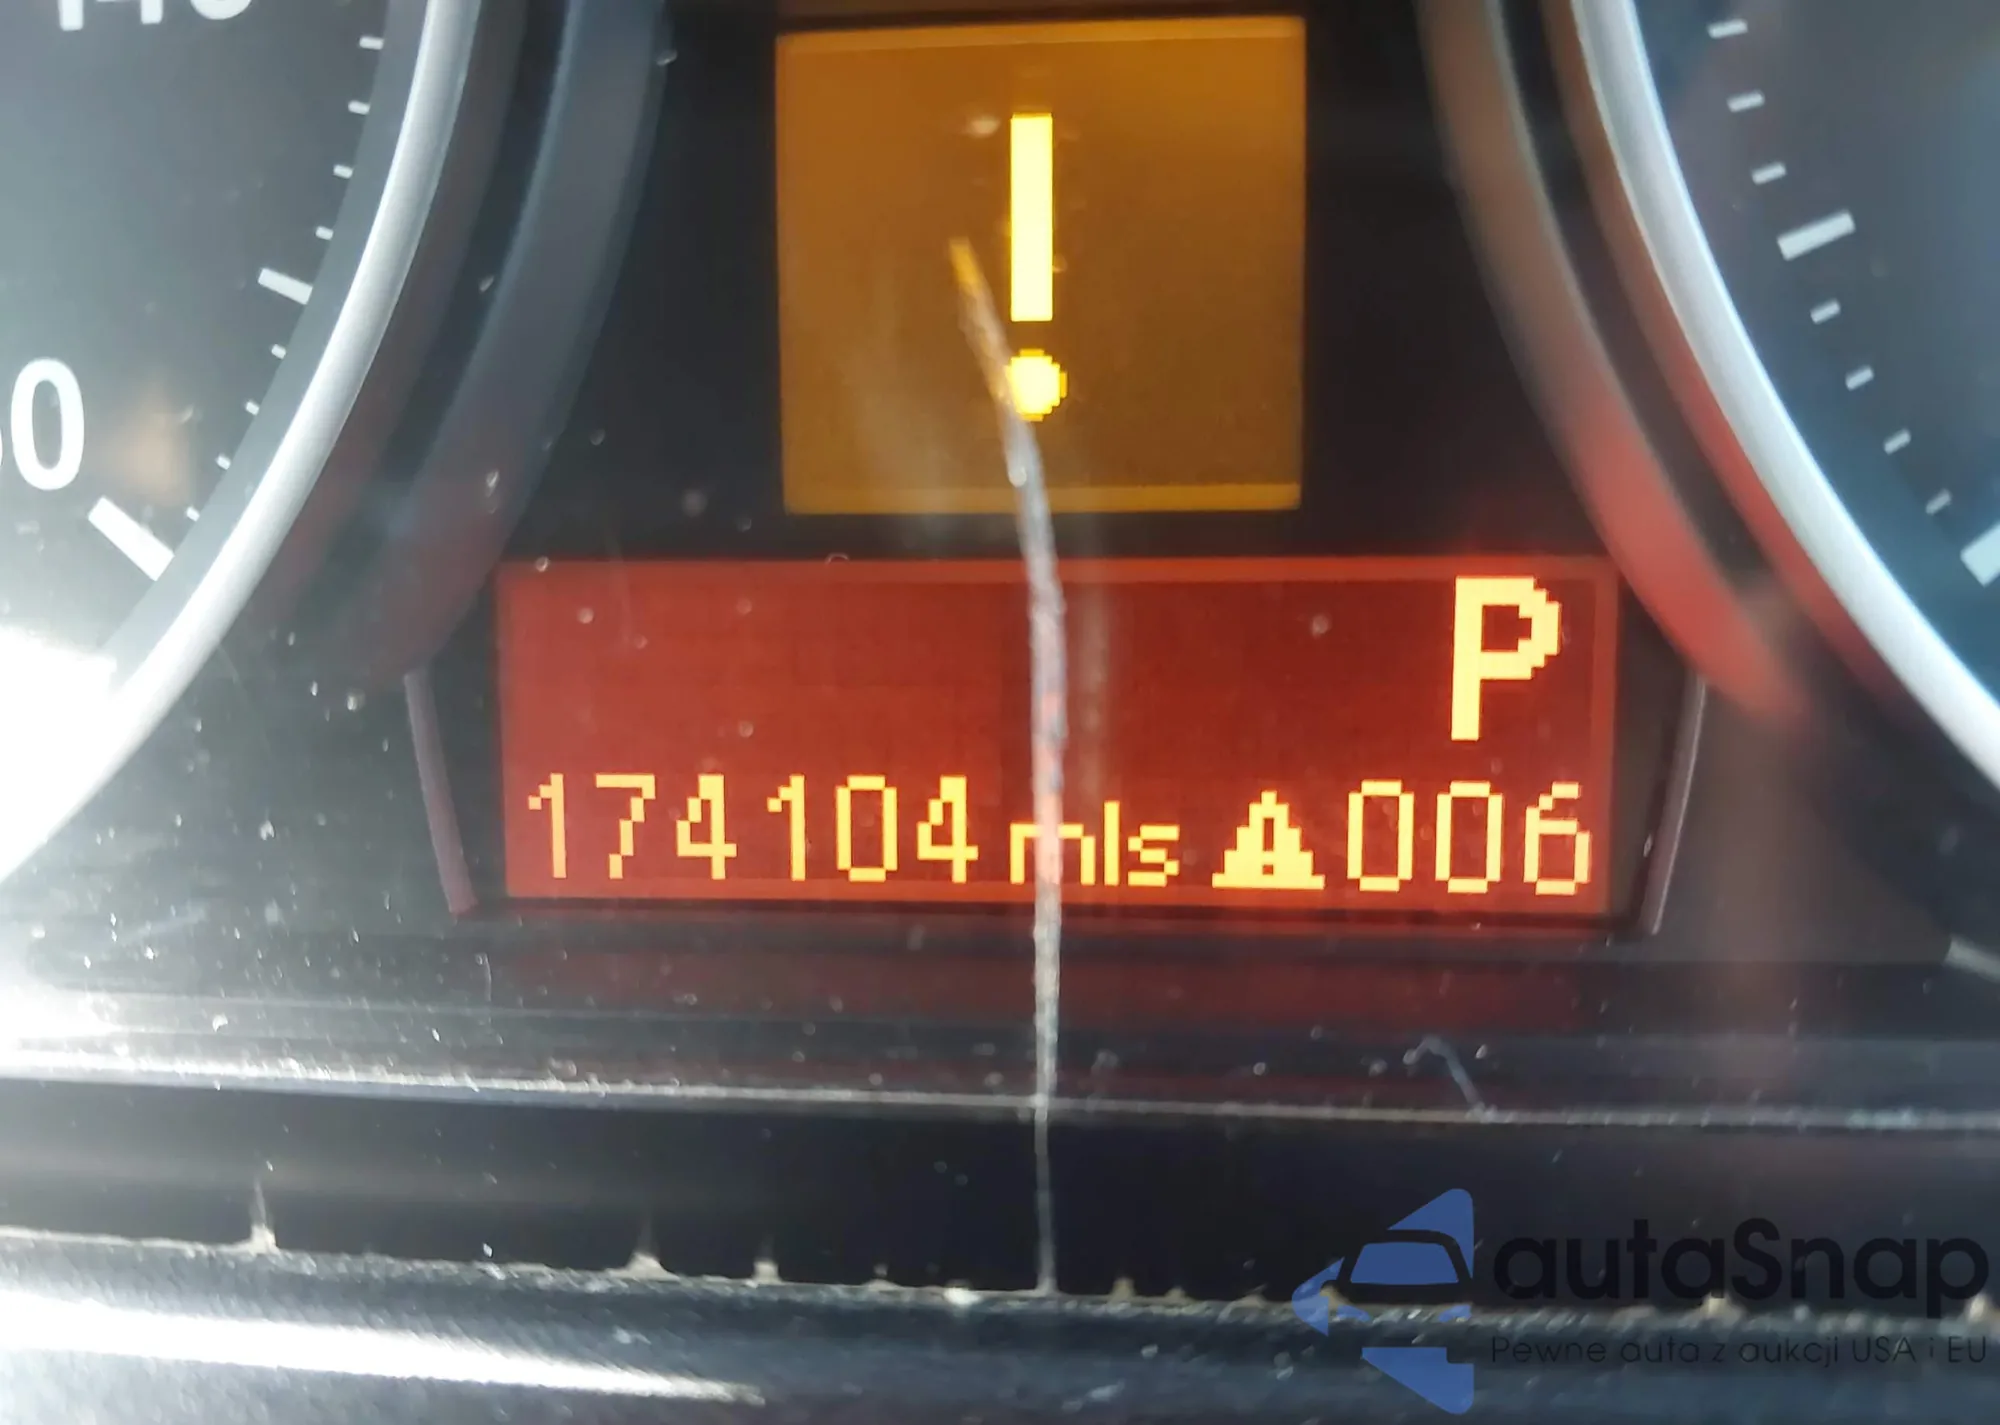 !
P
174104 mls ⚠006
autaSnap
Pewne auta z aukcji USA i EU